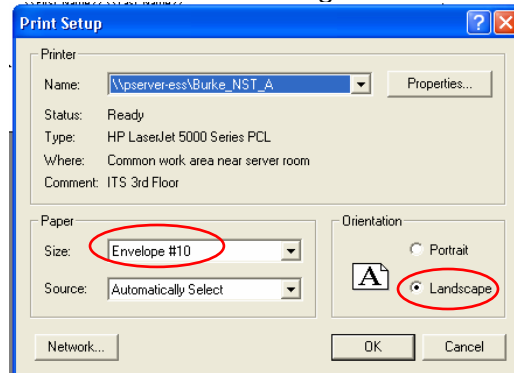 Print Setup
Printer
Name: \\pserver-ess\Burke_NST_A Properties...
Status: Ready
Type: HP LaserJet 5000 Series PCL
Where: Common work area near server room
Comment: ITS 3rd Floor
Paper
Size: Envelope #10
Source: Automatically Select
Orientation
Portrait
A Landscape
Network... OK Cancel